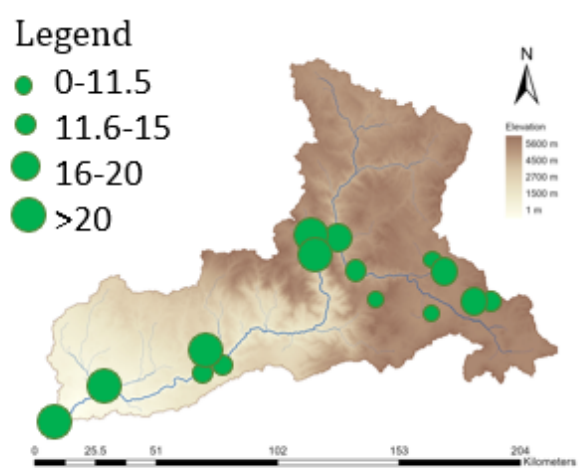 Legend
0-11.5
11.6-15
16-20
>20
N
Elevation
5600 m
4500 m
2700 m
1500 m
1 m
0 25.5 51 102 153 204
Kilometers